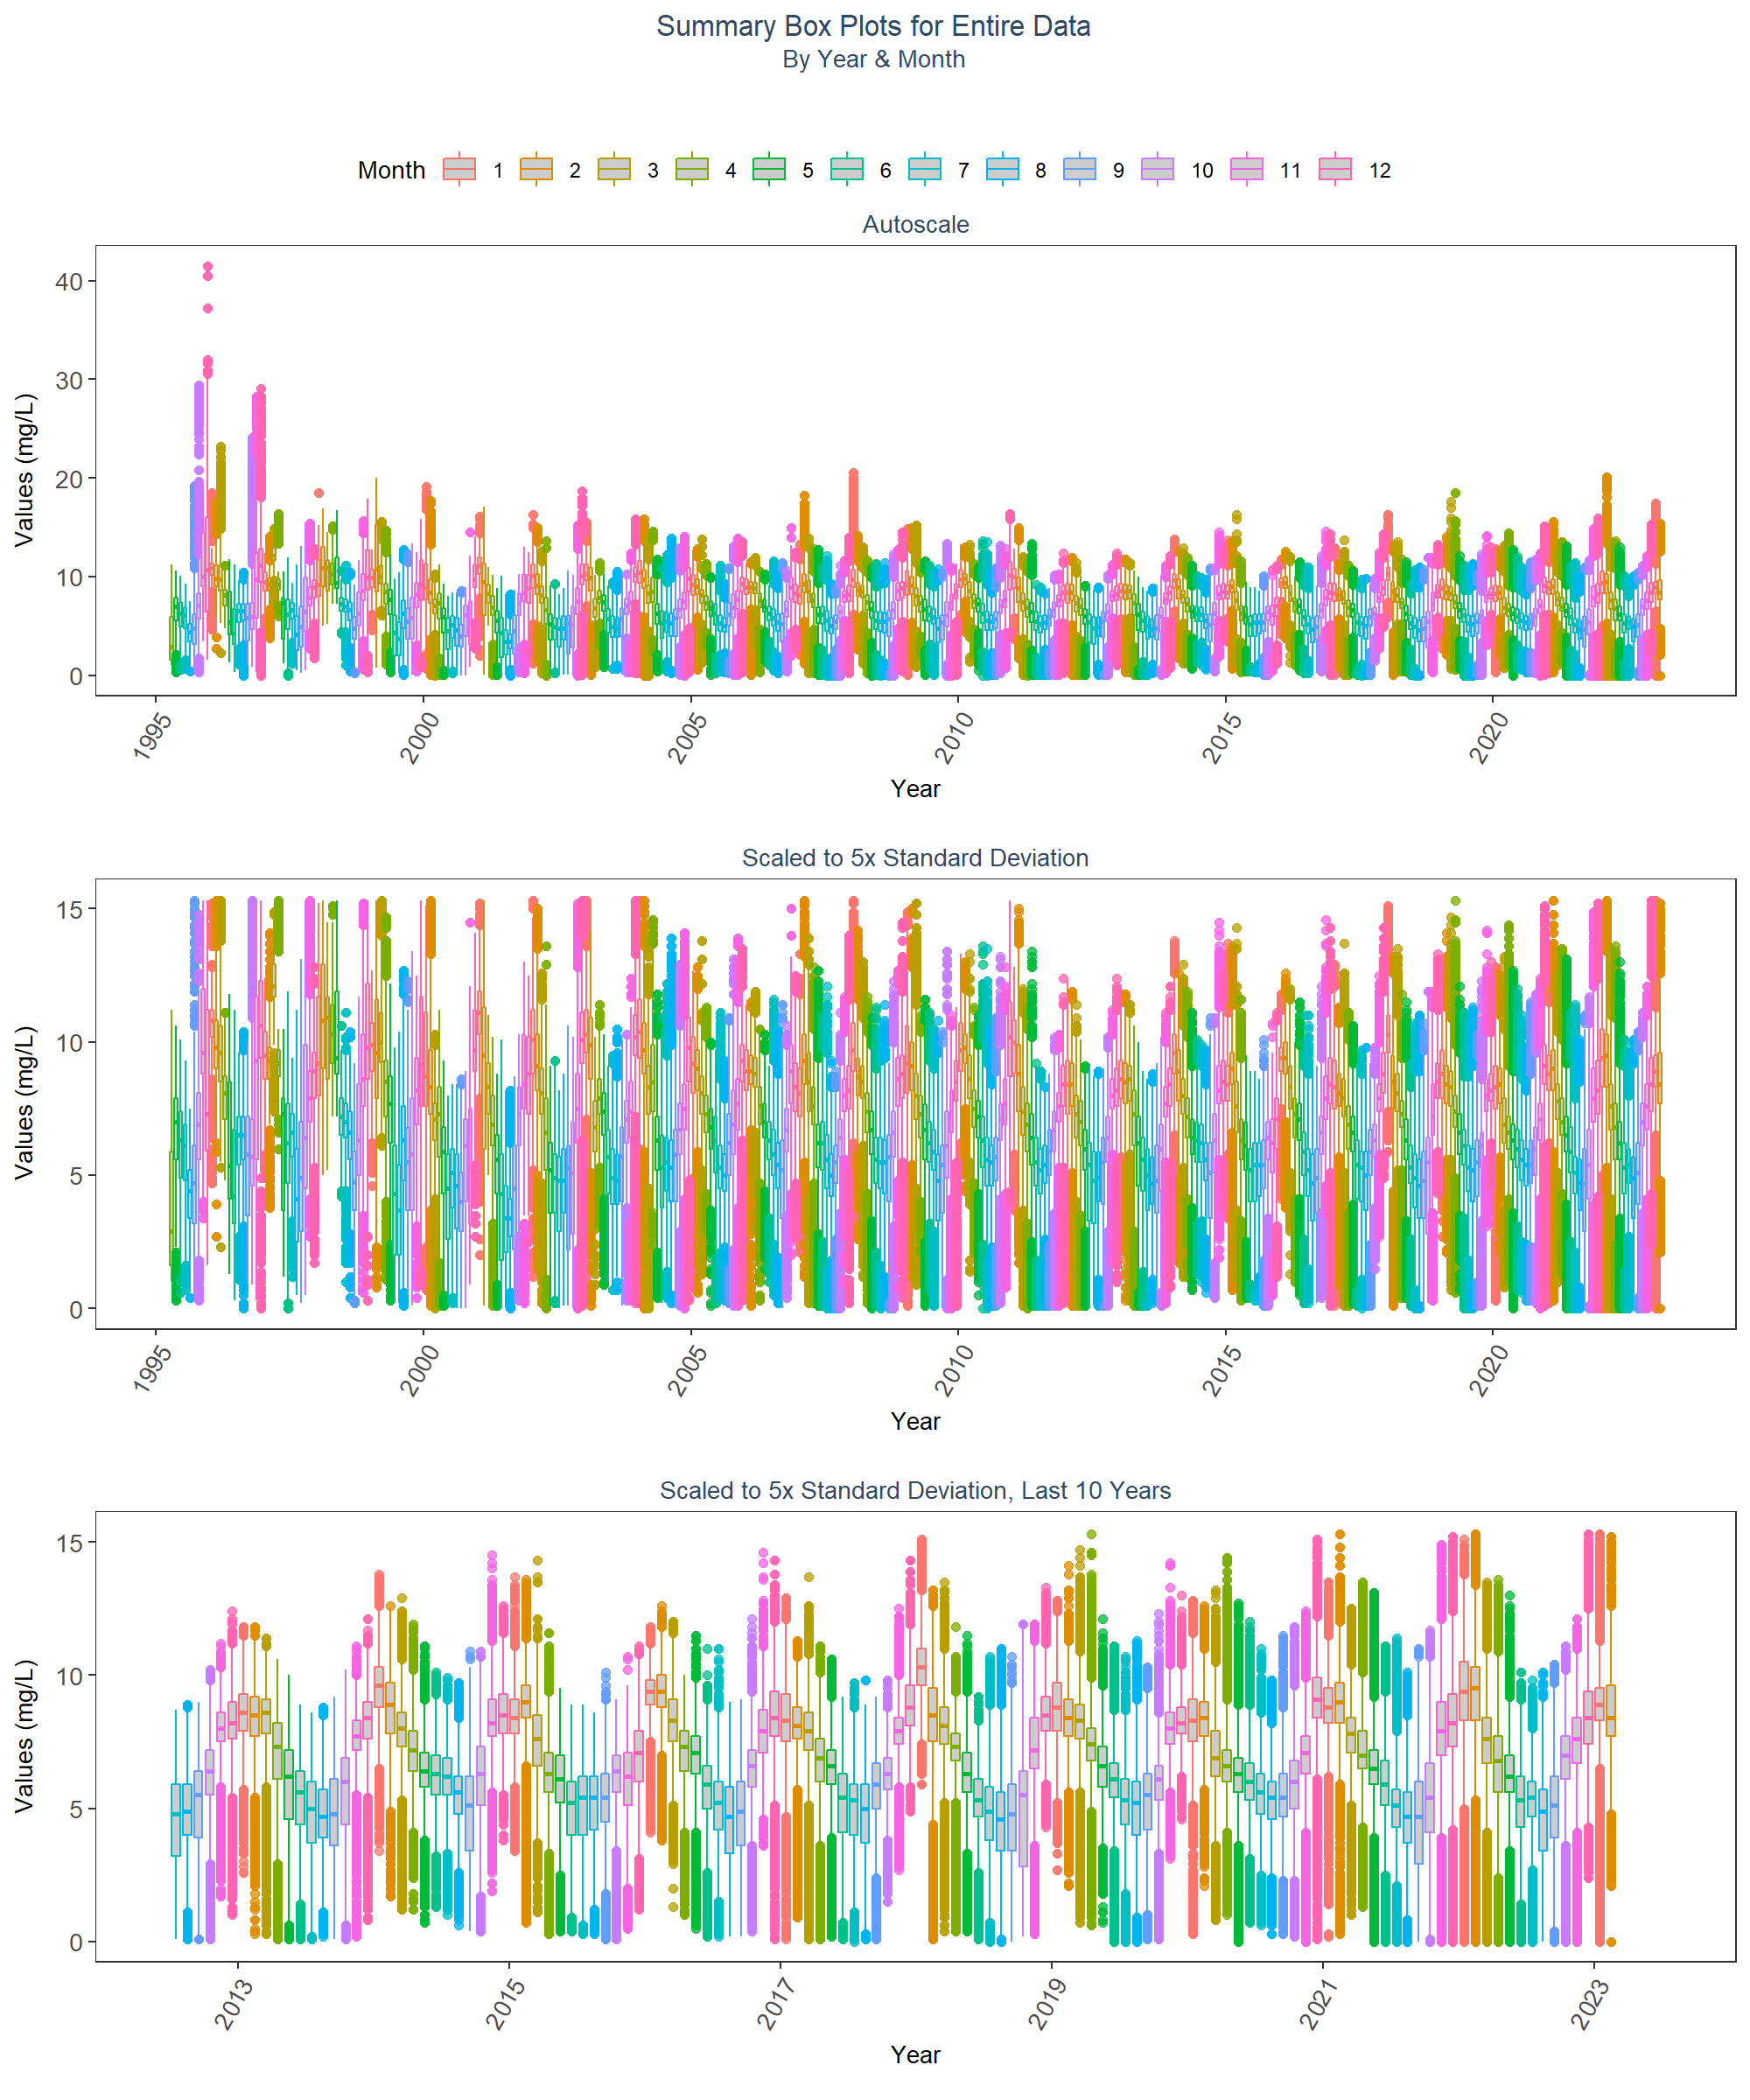 Summary Box Plots for Entire Data
By Year & Month
Month 1 2 3 4 5 6 7 8 9 10 11 12
Autoscale
Values (mg/L)
40
30
20
10
0
1995 2000 2005 2010 2015 2020
Year
Scaled to 5x Standard Deviation
Values (mg/L)
15
10
5
0
1995 2000 2005 2010 2015 2020
Year
Scaled to 5x Standard Deviation, Last 10 Years
Values (mg/L)
15
10
5
0
2013 2015 2017 2019 2021 2023
Year